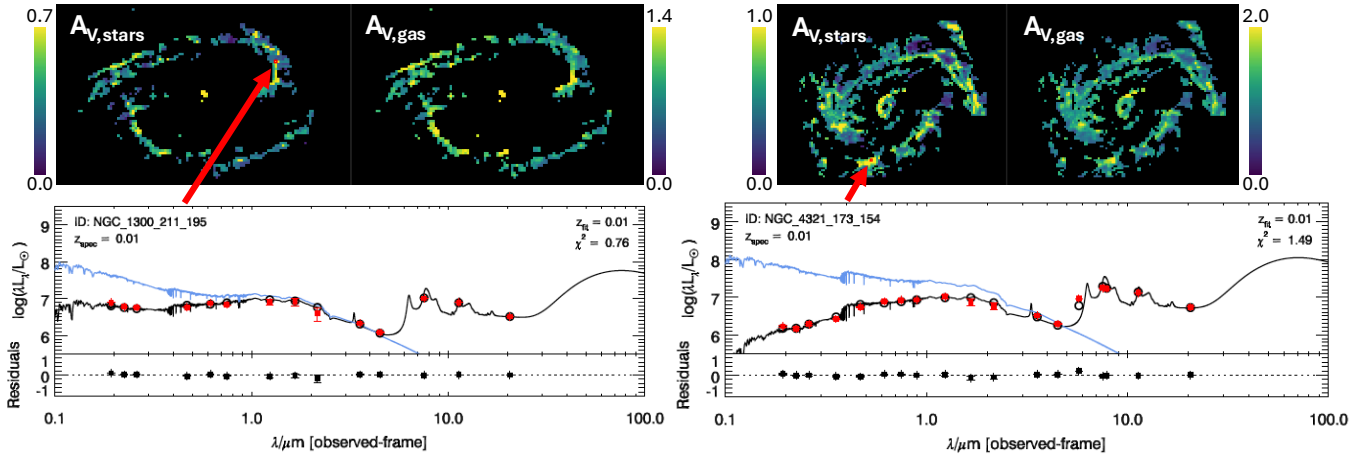 0.7
A_V,stars
A_V,gas
1.4
0.0
0.0
1.0
A_V,stars
A_V,gas
2.0
0.0
0.0
ID: NGC_1300_211_195
z_spec = 0.01
z_fit = 0.01
χ² = 0.76
log(λL_λ/L_⊙)
9
8
7
6
Residuals
1
0
-1
0.1
1.0
10.0
100.0
λ/μm [observed-frame]
ID: NGC_4321_173_154
z_spec = 0.01
z_fit = 0.01
χ² = 1.49
log(λL_λ/L_⊙)
9
8
7
6
Residuals
1
0
-1
0.1
1.0
10.0
100.0
λ/μm [observed-frame]